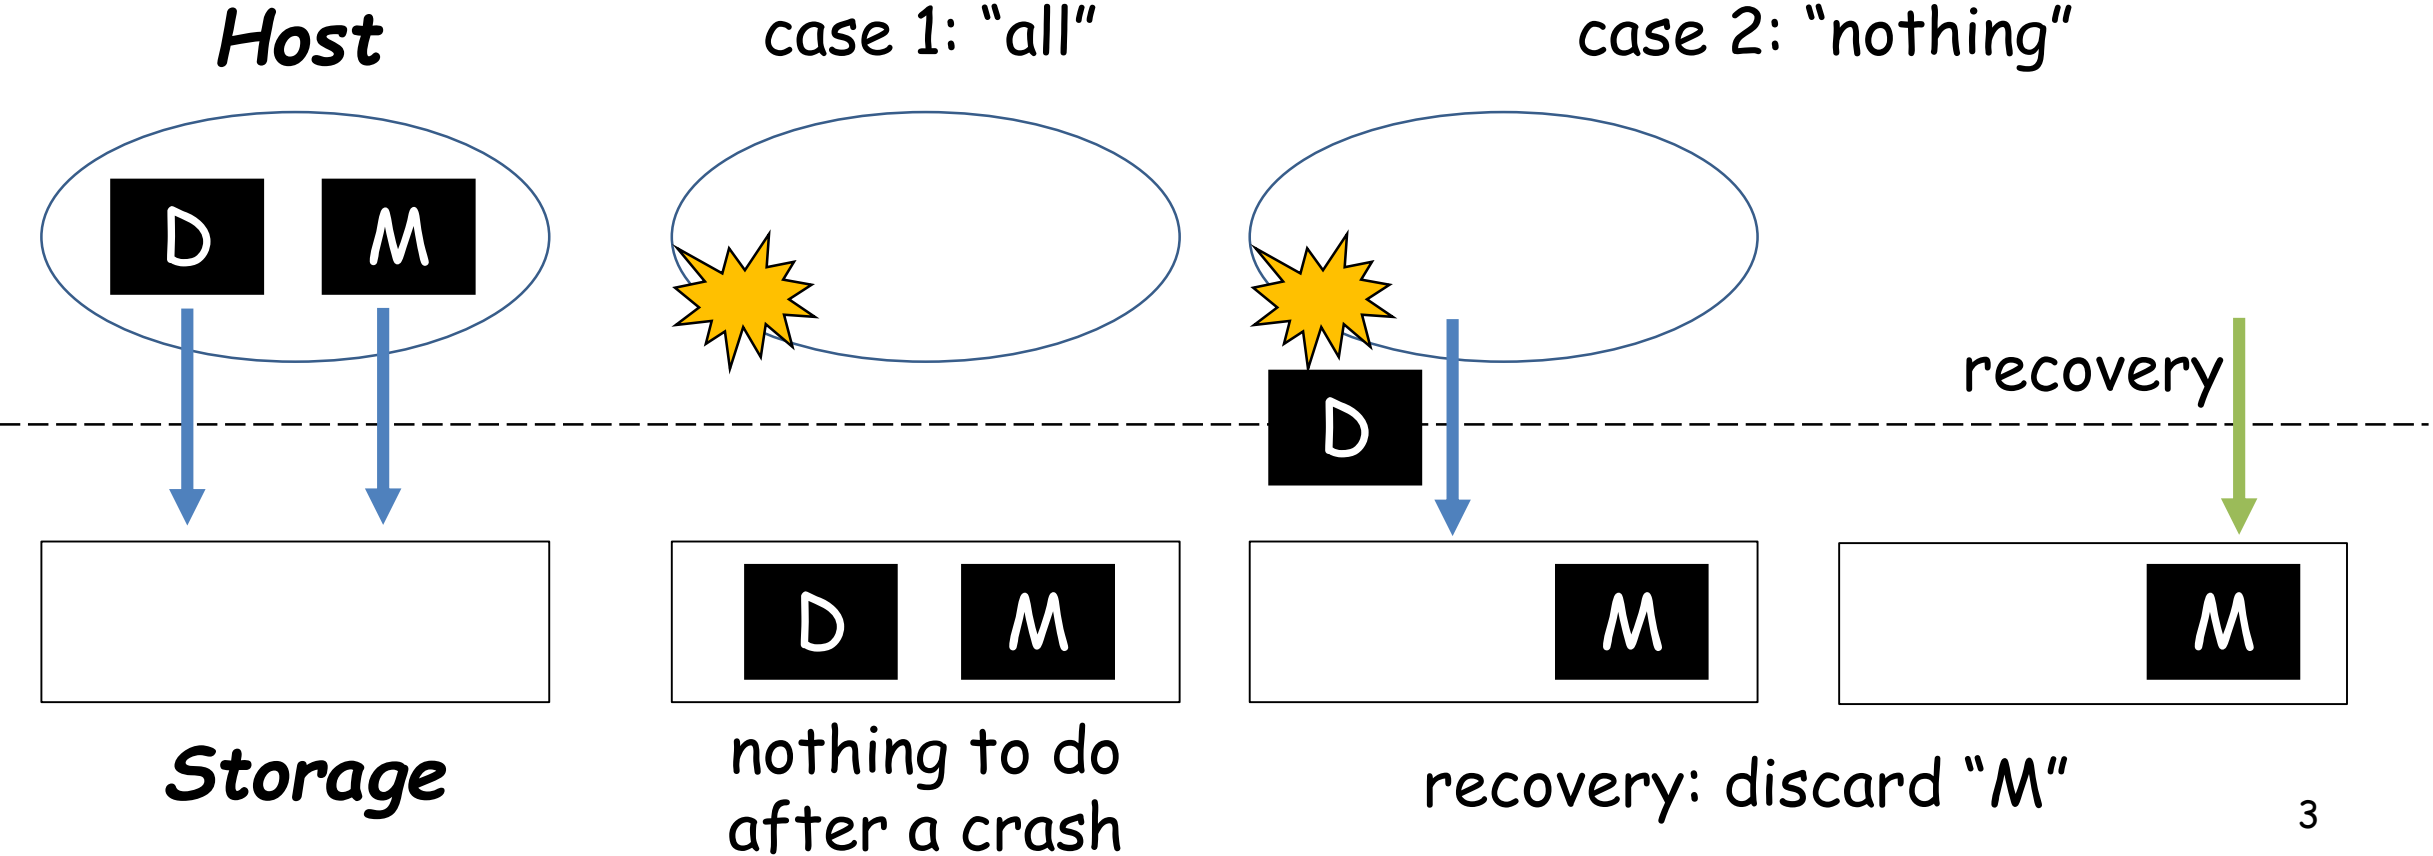 Host
case 1: “all”
case 2: “nothing”
D
M
D
recovery
D
M
M
M
Storage
nothing to do
after a crash
recovery: discard “M”
3